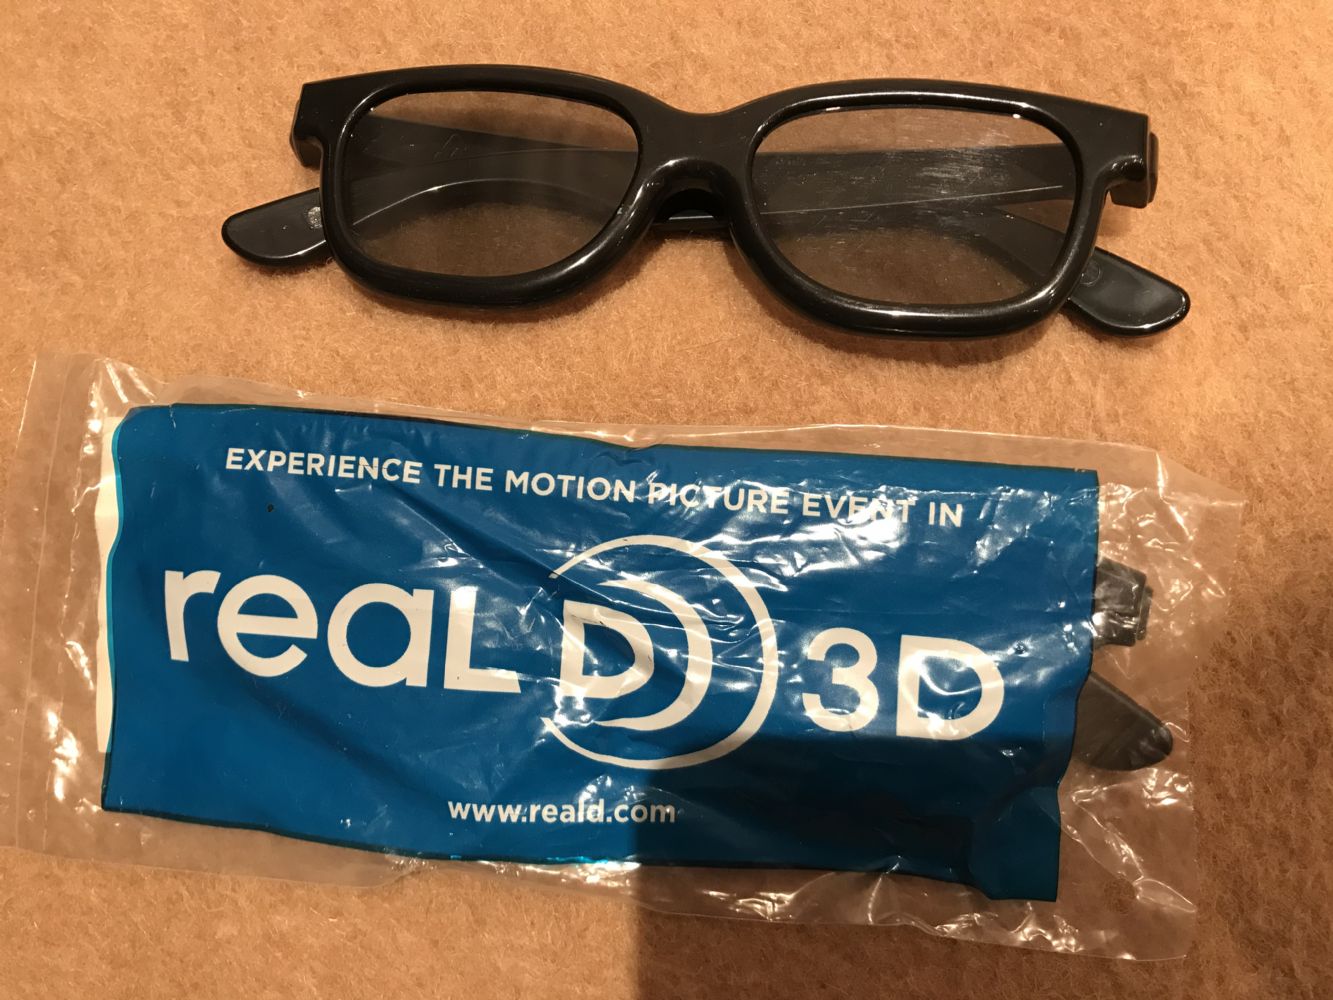 EXPERIENCE THE MOTION PICTURE EVENT IN
reaL D 3D
www.reald.com